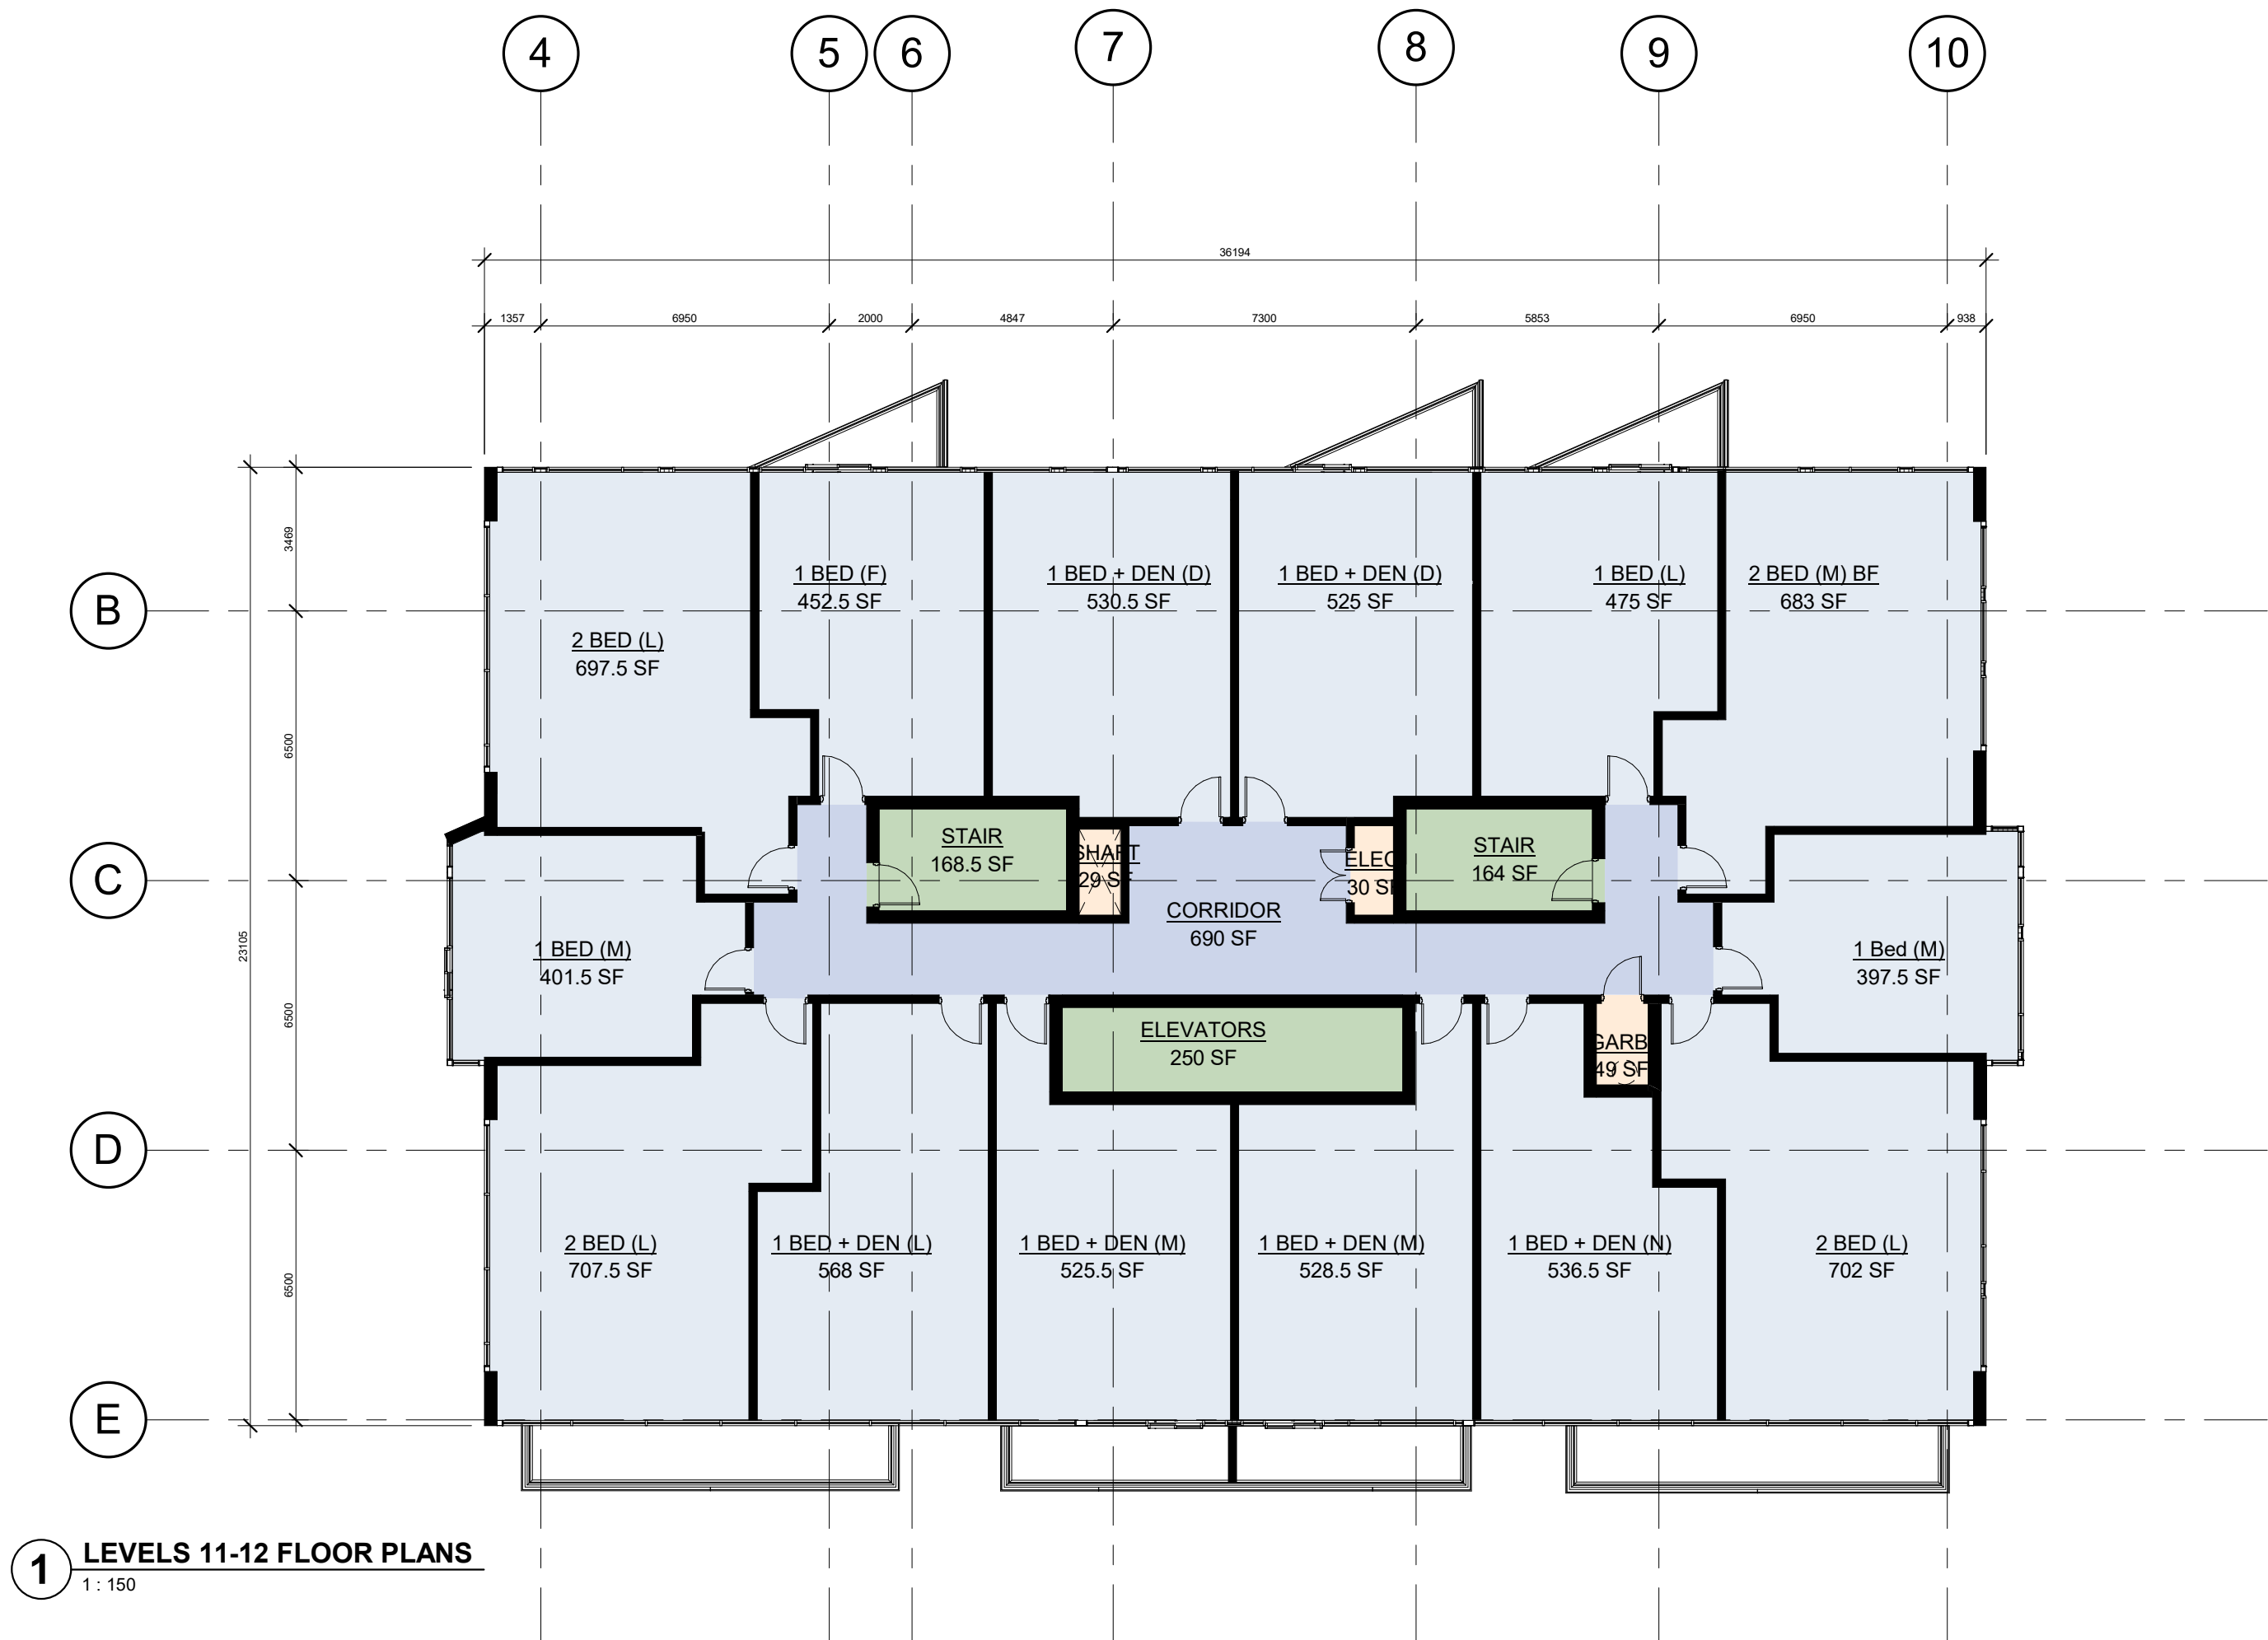 4
5
6
7
8
9
10
36194
1357
6950
2000
4847
7300
5853
6950
938
B
C
D
E
3469
6500
6500
6500
23105
2 BED (L)
697.5 SF
1 BED (F)
452.5 SF
1 BED + DEN (D)
530.5 SF
1 BED + DEN (D)
525 SF
1 BED (L)
475 SF
2 BED (M) BF
683 SF
STAIR
168.5 SF
SHAFT
29 SF
ELEC
30 SF
STAIR
164 SF
CORRIDOR
690 SF
1 BED (M)
401.5 SF
1 Bed (M)
397.5 SF
ELEVATORS
250 SF
GARB
49 SF
2 BED (L)
707.5 SF
1 BED + DEN (L)
568 SF
1 BED + DEN (M)
525.5 SF
1 BED + DEN (M)
528.5 SF
1 BED + DEN (N)
536.5 SF
2 BED (L)
702 SF
1
LEVELS 11-12 FLOOR PLANS
1 : 150